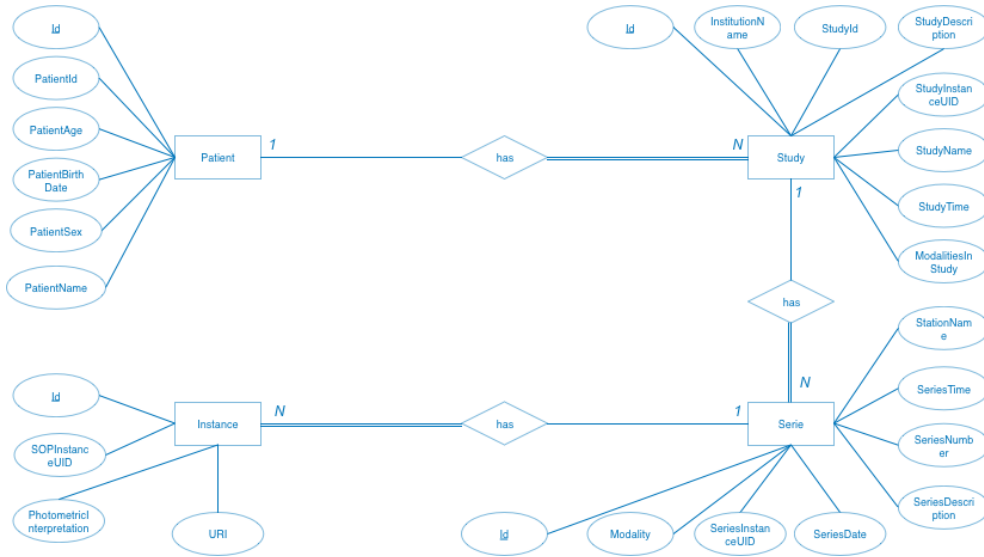 Id
PatientId
PatientAge
PatientBirth
Date
PatientSex
PatientName
Patient
1
has
N
Study
Id
InstitutionN
ame
StudyId
StudyDescri
ption
StudyInstan
ceUID
StudyName
StudyTime
ModalitiesIn
Study
1
has
N
Serie
StationNam
e
SeriesTime
SeriesNumb
er
SeriesDescri
ption
Id
Modality
SeriesInstan
ceUID
SeriesDate
1
has
N
Instance
Id
SOPInstanc
eUID
PhotometricI
nterpretation
URI